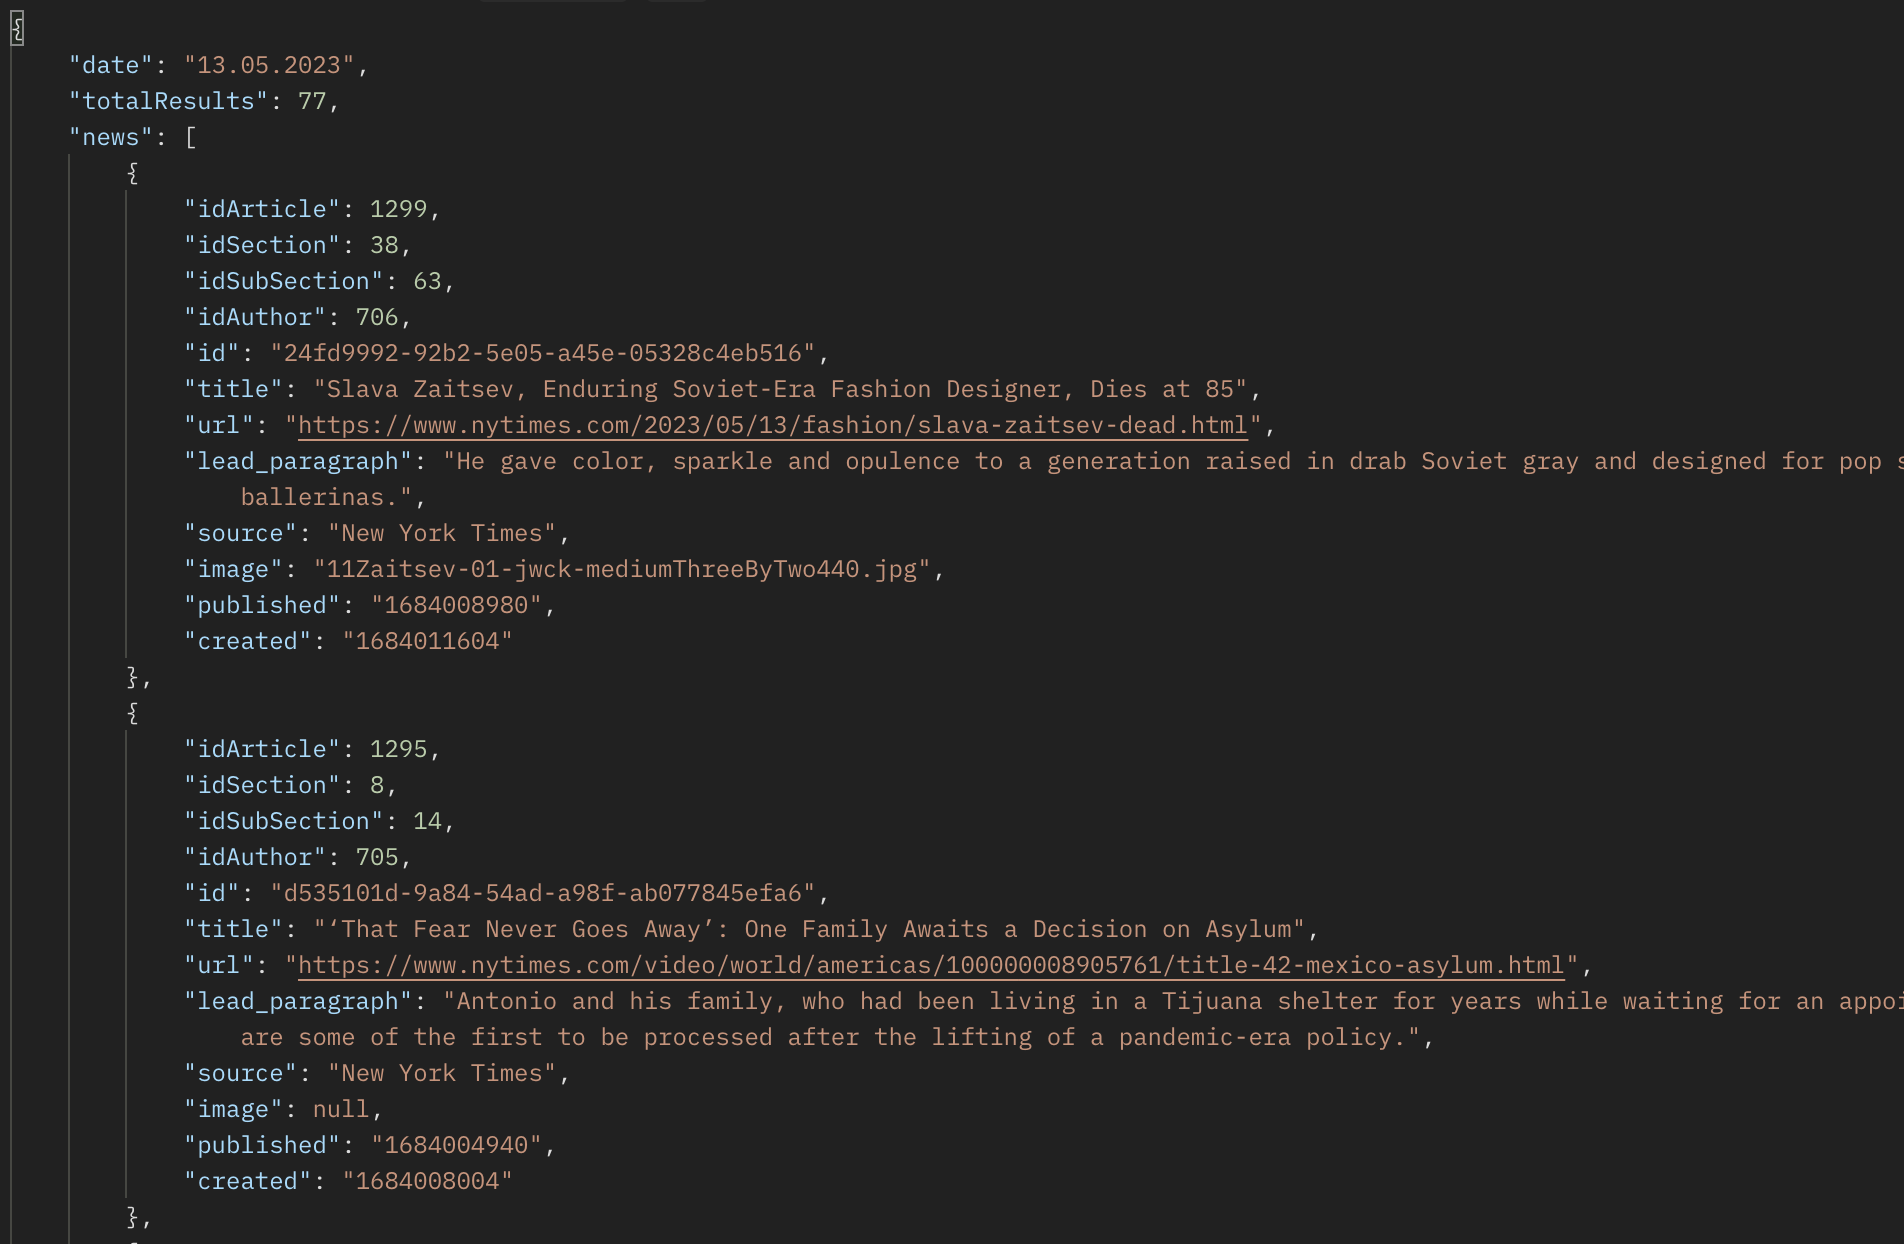 {
"date": "13.05.2023",
"totalResults": 77,
"news": [
{
"idArticle": 1299,
"idSection": 38,
"idSubSection": 63,
"idAuthor": 706,
"id": "24fd9992-92b2-5e05-a45e-05328c4eb516",
"title": "Slava Zaitsev, Enduring Soviet-Era Fashion Designer, Dies at 85",
"url": "https://www.nytimes.com/2023/05/13/fashion/slava-zaitsev-dead.html",
"lead_paragraph": "He gave color, sparkle and opulence to a generation raised in drab Soviet gray and designed for pop
ballerinas.",
"source": "New York Times",
"image": "11Zaitsev-01-jwck-mediumThreeByTwo440.jpg",
"published": "1684008980",
"created": "1684011604"
},
{
"idArticle": 1295,
"idSection": 8,
"idSubSection": 14,
"idAuthor": 705,
"id": "d535101d-9a84-54ad-a98f-ab077845efa6",
"title": "‘That Fear Never Goes Away’: One Family Awaits a Decision on Asylum",
"url": "https://www.nytimes.com/video/world/americas/100000008905761/title-42-mexico-asylum.html",
"lead_paragraph": "Antonio and his family, who had been living in a Tijuana shelter for years while waiting for an
are some of the first to be processed after the lifting of a pandemic-era policy.",
"source": "New York Times",
"image": null,
"published": "1684004940",
"created": "1684008004"
},